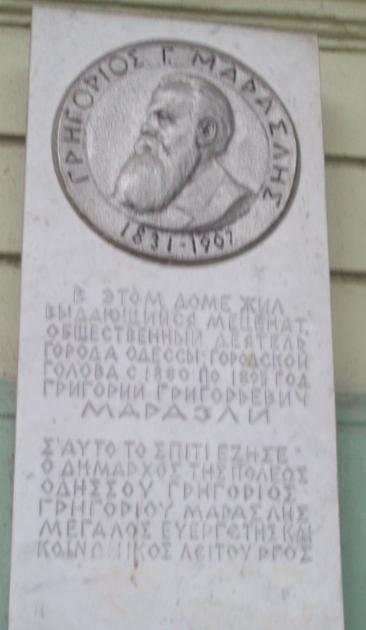 ΓΡΗΓΟΡΙΟΣ Γ. ΜΑΡΑΣΛΗΣ
1831-1907
В ЭТОМ ДОМЕ ЖИЛ
ВЫДАЮЩИЙСЯ МЕЦЕНАТ,
ОБЩЕСТВЕННЫЙ ДЕЯТЕЛЬ,
ГОРОДА ОДЕССЫ ГОРОДСКОЙ
ГОЛОВА С 1880 ПО ГОД
ГРИГОРИЙ ГРИГОРЬЕВИЧ
МАРАЗЛИ
Σ'ΑΥΤΟ ΤΟ ΣΠΙΤΙ ΕΖΗΣΕ
Ο ΔΗΜΑΡΧΟΣ ΤΗΣ ΠΟΛΕΩΣ
ΟΔΗΣΣΟΥ ΓΡΗΓΟΡΙΟΣ
ΓΡΗΓΟΡΙΟΥ ΜΑΡΑΣΛΗΣ
ΜΕΓΑΛΟΣ ΕΥΕΡΓΕΤΗΣ ΚΑΙ
ΚΟΙΝΩΝΙΚΟΣ ΛΕΙΤΟΥΡΓΟΣ